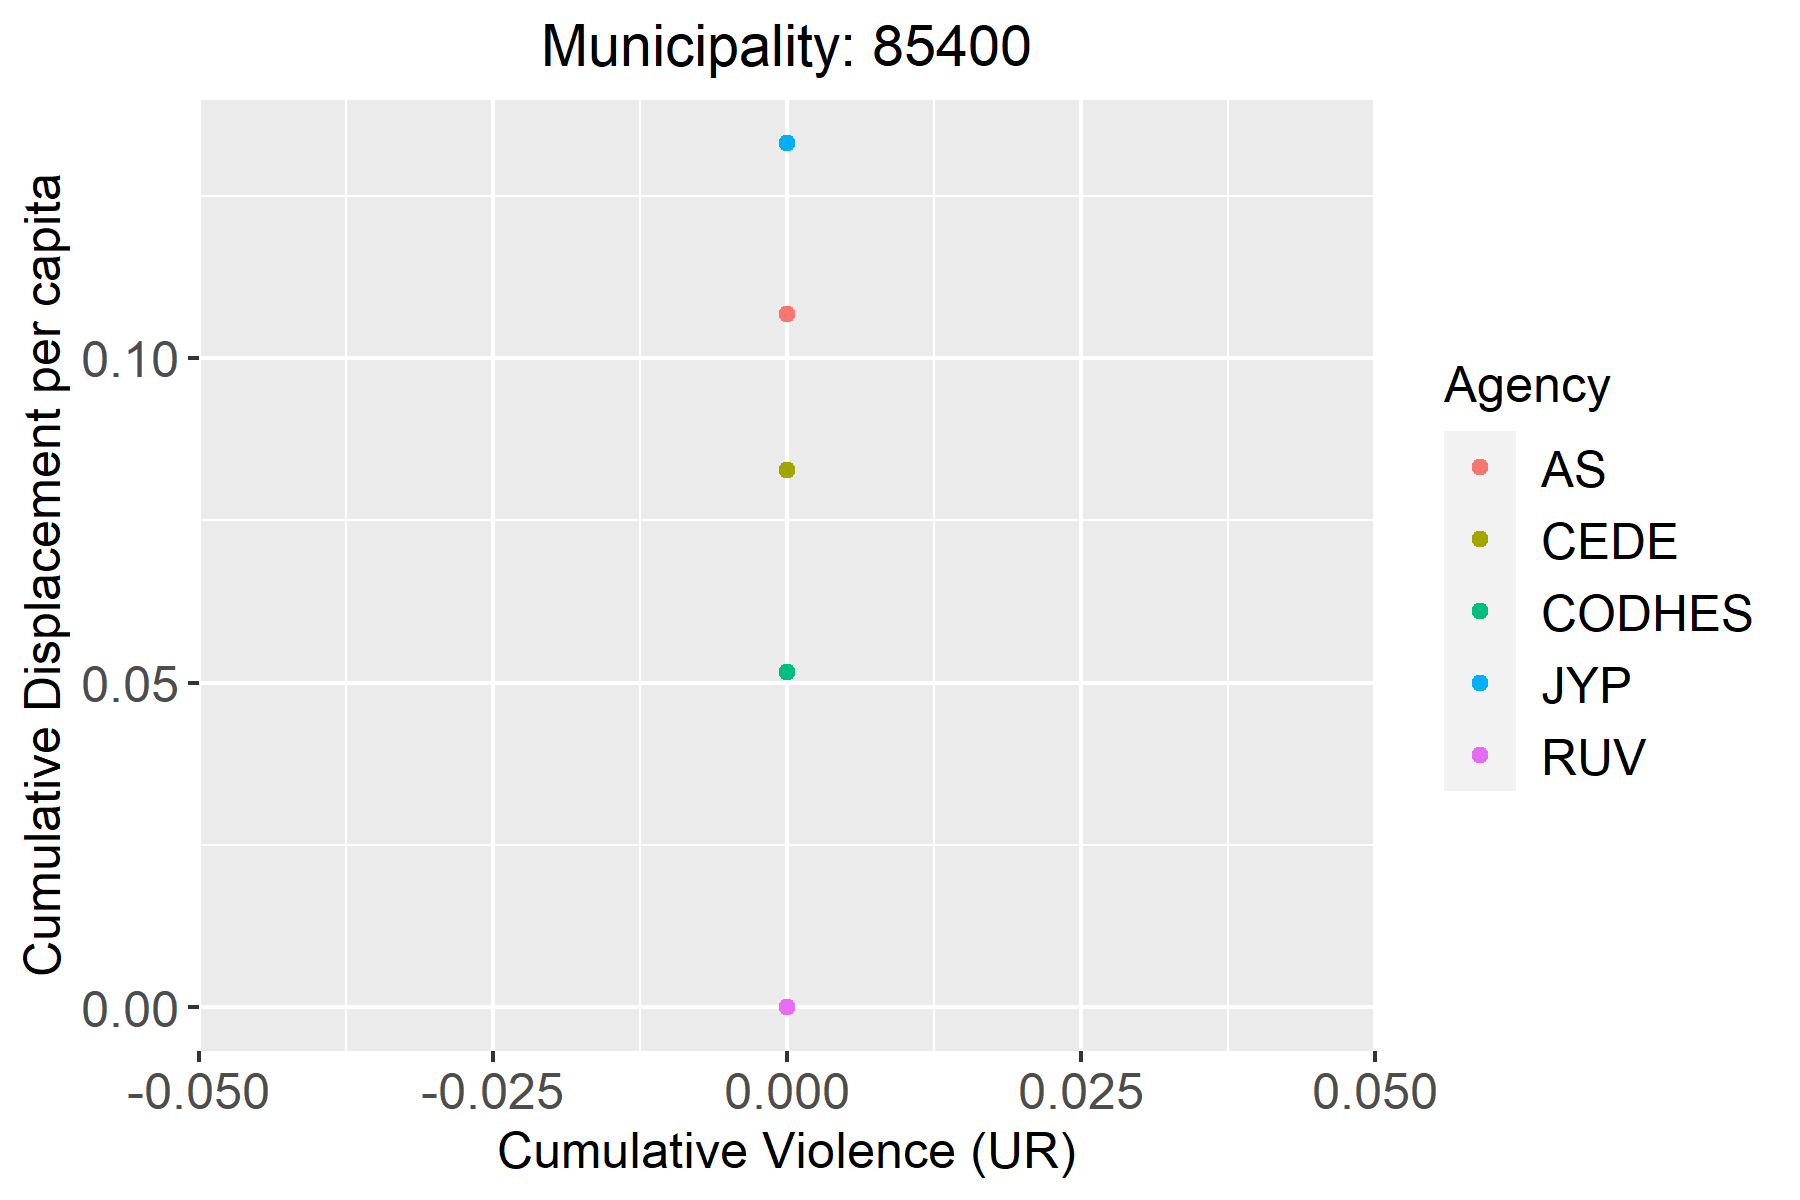 Municipality: 85400
Cumulative Displacement per capita
0.10
0.05
0.00
-0.050
-0.025
0.000
0.025
0.050
Cumulative Violence (UR)
Agency
AS
CEDE
CODHES
JYP
RUV